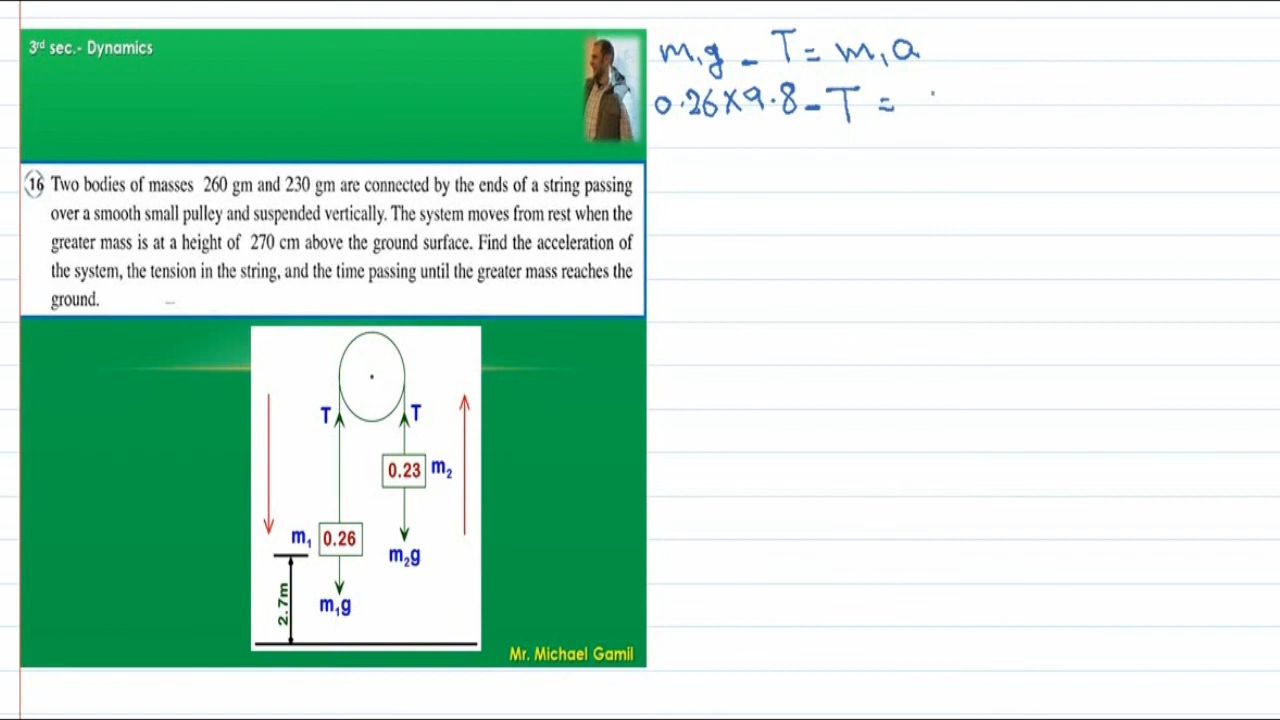 3rd sec.- Dynamics
m₁g - T = m₁a
0.26×9.8 - T =
16 Two bodies of masses 260 gm and 230 gm are connected by the ends of a string passing
over a smooth small pulley and suspended vertically. The system moves from rest when the
greater mass is at a height of 270 cm above the ground surface. Find the acceleration of
the system, the tension in the string, and the time passing until the greater mass reaches the
ground.
T
T
0.23 m₂
m₁ 0.26
m₂g
2.7m
m₁g
Mr. Michael Gamil